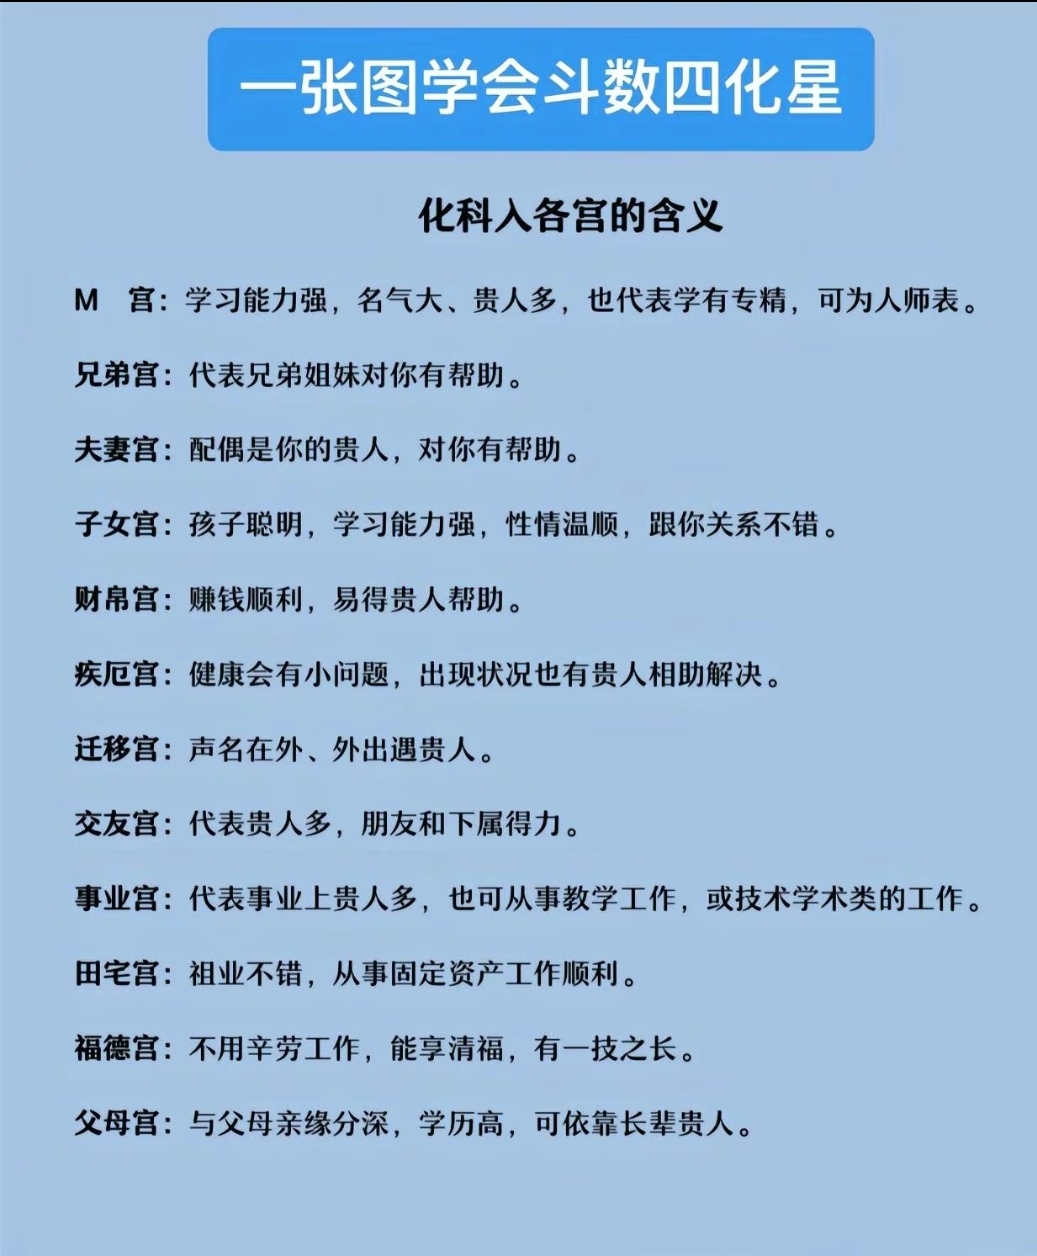 一张图学会斗数四化星
化科入各宫的含义
M 宫：学习能力强，名气大、贵人多，也代表学有专精，可为人师表。
兄弟宫：代表兄弟姐妹对你有帮助。
夫妻宫：配偶是你的贵人，对你有帮助。
子女宫：孩子聪明，学习能力强，性情温顺，跟你关系不错。
财帛宫：赚钱顺利，易得贵人帮助。
疾厄宫：健康会有小问题，出现状况也有贵人相助解决。
迁移宫：声名在外、外出遇贵人。
交友宫：代表贵人多，朋友和下属得力。
事业宫：代表事业上贵人多，也可从事教学工作，或技术学术类的工作。
田宅宫：祖业不错，从事固定资产工作顺利。
福德宫：不用辛劳工作，能享清福，有一技之长。
父母宫：与父母亲缘分深，学历高，可依靠长辈贵人。